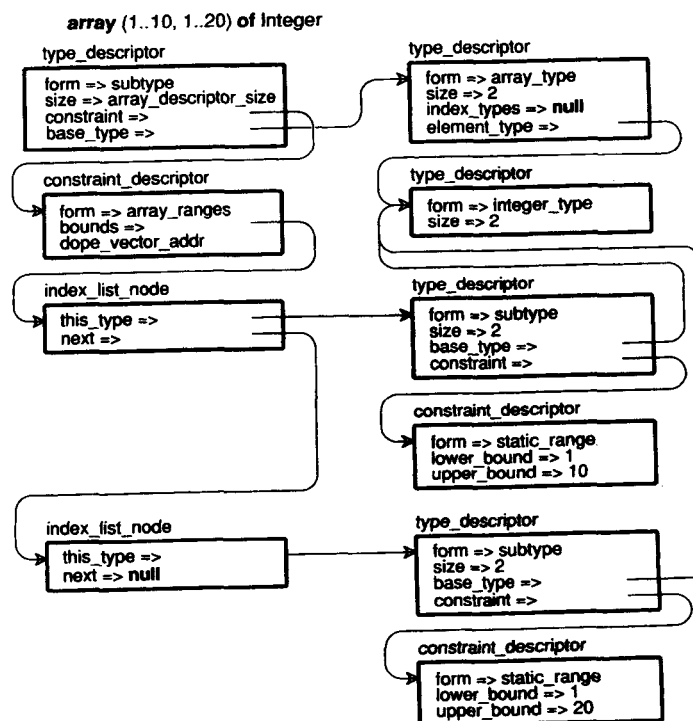 array (1..10, 1..20) of Integer
type_descriptor
form => subtype
size => array_descriptor_size
constraint =>
base_type =>
type_descriptor
form => array_type
size => 2
index_types => null
element_type =>
constraint_descriptor
form => array_ranges
bounds =>
dope_vector_addr
type_descriptor
form => integer_type
size => 2
index_list_node
this_type =>
next =>
type_descriptor
form => subtype
size => 2
base_type =>
constraint =>
constraint_descriptor
form => static_range
lower_bound => 1
upper_bound => 10
index_list_node
this_type =>
next => null
type_descriptor
form => subtype
size => 2
base_type =>
constraint =>
constraint_descriptor
form => static_range
lower_bound => 1
upper_bound => 20